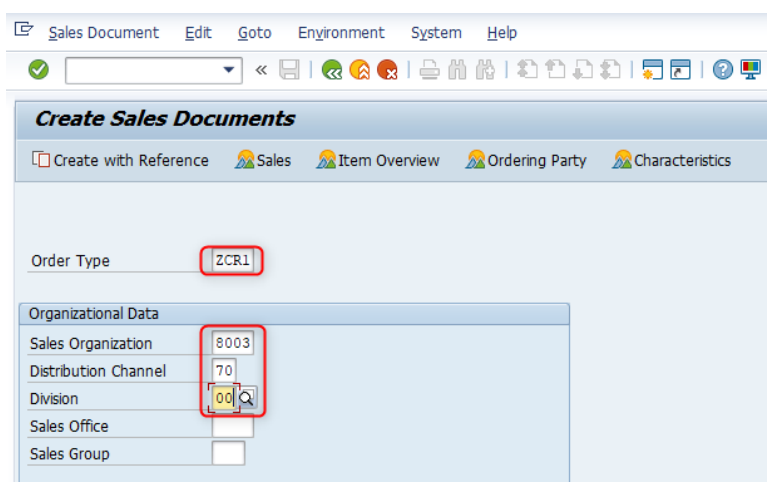 Sales Document Edit Goto Environment System Help
«
Create Sales Documents
Create with Reference Sales Item Overview Ordering Party Characteristics
Order Type ZCR1
Organizational Data
Sales Organization 8003
Distribution Channel 70
Division 00
Sales Office
Sales Group